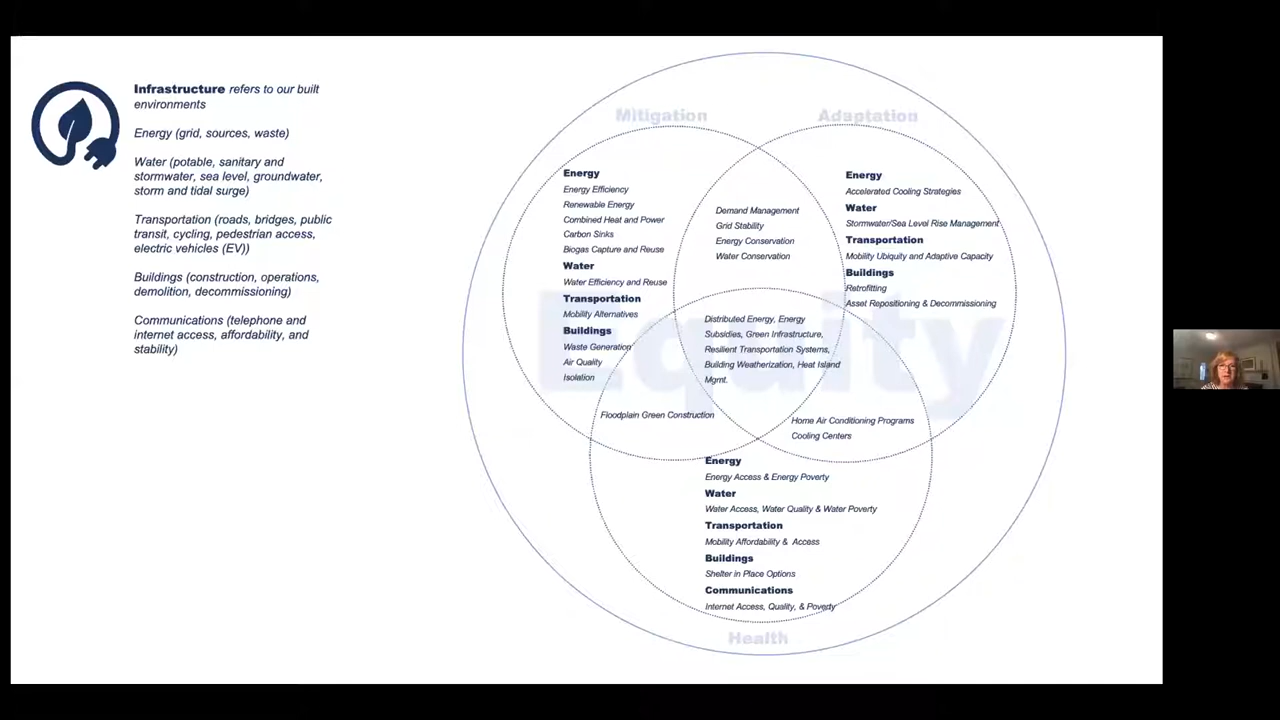 Infrastructure refers to our built
environments
Energy (grid, sources, waste)
Water (potable, sanitary and
stormwater, sea level, groundwater,
storm and tidal surge)
Transportation (roads, bridges, public
transit, cycling, pedestrian access,
electric vehicles (EV))
Buildings (construction, operations,
demolition, decommissioning)
Communications (telephone and
internet access, affordability, and
stability)
Mitigation
Energy
Energy Efficiency
Renewable Energy
Combined Heat and Power
Carbon Sinks
Biogas Capture and Reuse
Water
Water Efficiency and Reuse
Transportation
Mobility Alternatives
Buildings
Waste Generation
Air Quality
Isolation
Demand Management
Grid Stability
Energy Conservation
Water Conservation
Adaptation
Energy
Accelerated Cooling Strategies
Water
Stormwater/Sea Level Rise Management
Transportation
Mobility Ubiquity and Adaptive Capacity
Buildings
Retrofitting
Asset Repositioning & Decommissioning
Equity
Distributed Energy, Energy
Subsidies, Green Infrastructure,
Resilient Transportation Systems,
Building Weatherization, Heat Island
Mgmt.
Floodplain Green Construction
Home Air Conditioning Programs
Cooling Centers
Energy
Energy Access & Energy Poverty
Water
Water Access, Water Quality & Water Poverty
Transportation
Mobility Affordability & Access
Buildings
Shelter in Place Options
Communications
Internet Access, Quality, & Poverty
Health